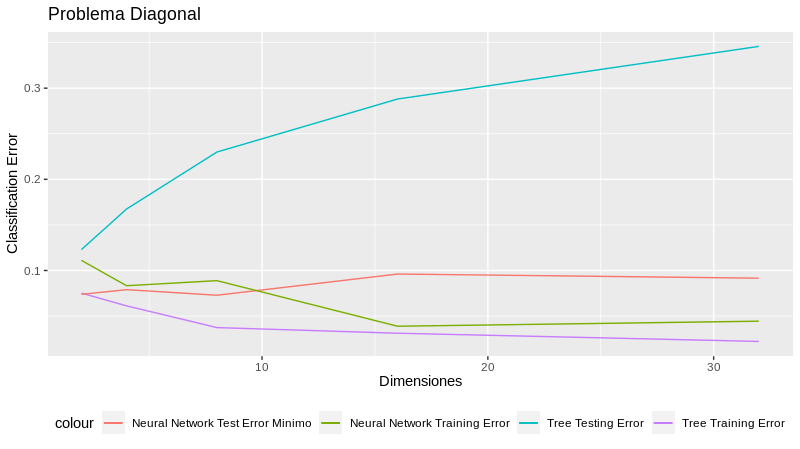 Problema Diagonal
Classification Error
0.3
0.2
0.1
10 20 30
Dimensiones
colour Neural Network Test Error Minimo Neural Network Training Error Tree Testing Error Tree Training Error